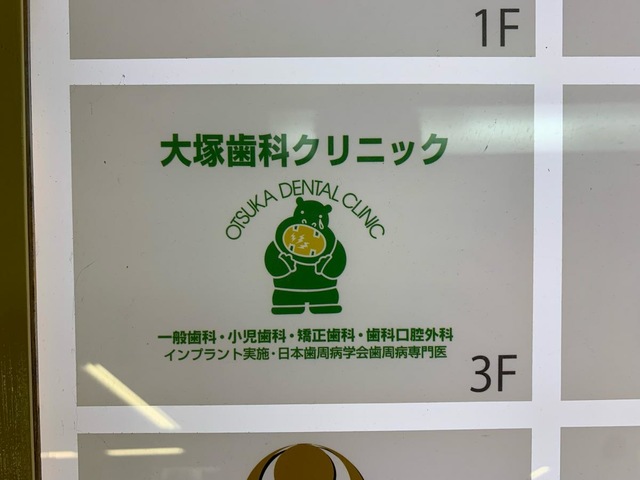 1F
大塚歯科クリニック
OTSUKA DENTAL CLINIC
一般歯科・小児歯科・矯正歯科・歯科口腔外科
インプラント実施・日本歯周病学会歯周病専門医
3F